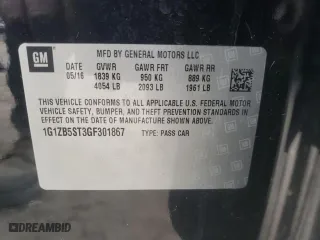 GM
MFD BY GENERAL MOTORS LLC
DATE GVWR GAWR FRT GAWR RR
05/16 1839 KG 950 KG 889 KG
4054 LB 2093 LB 1961 LB
THIS VEHICLE CONFORMS TO ALL APPLICABLE U.S. FEDERAL MOTOR
VEHICLE SAFETY, BUMPER, AND THEFT PREVENTION STANDARDS
IN EFFECT ON THE DATE OF MANUFACTURE SHOWN ABOVE.
1G1ZB5ST3GF301867 TYPE: PASS CAR
AUTOBIDMASTER